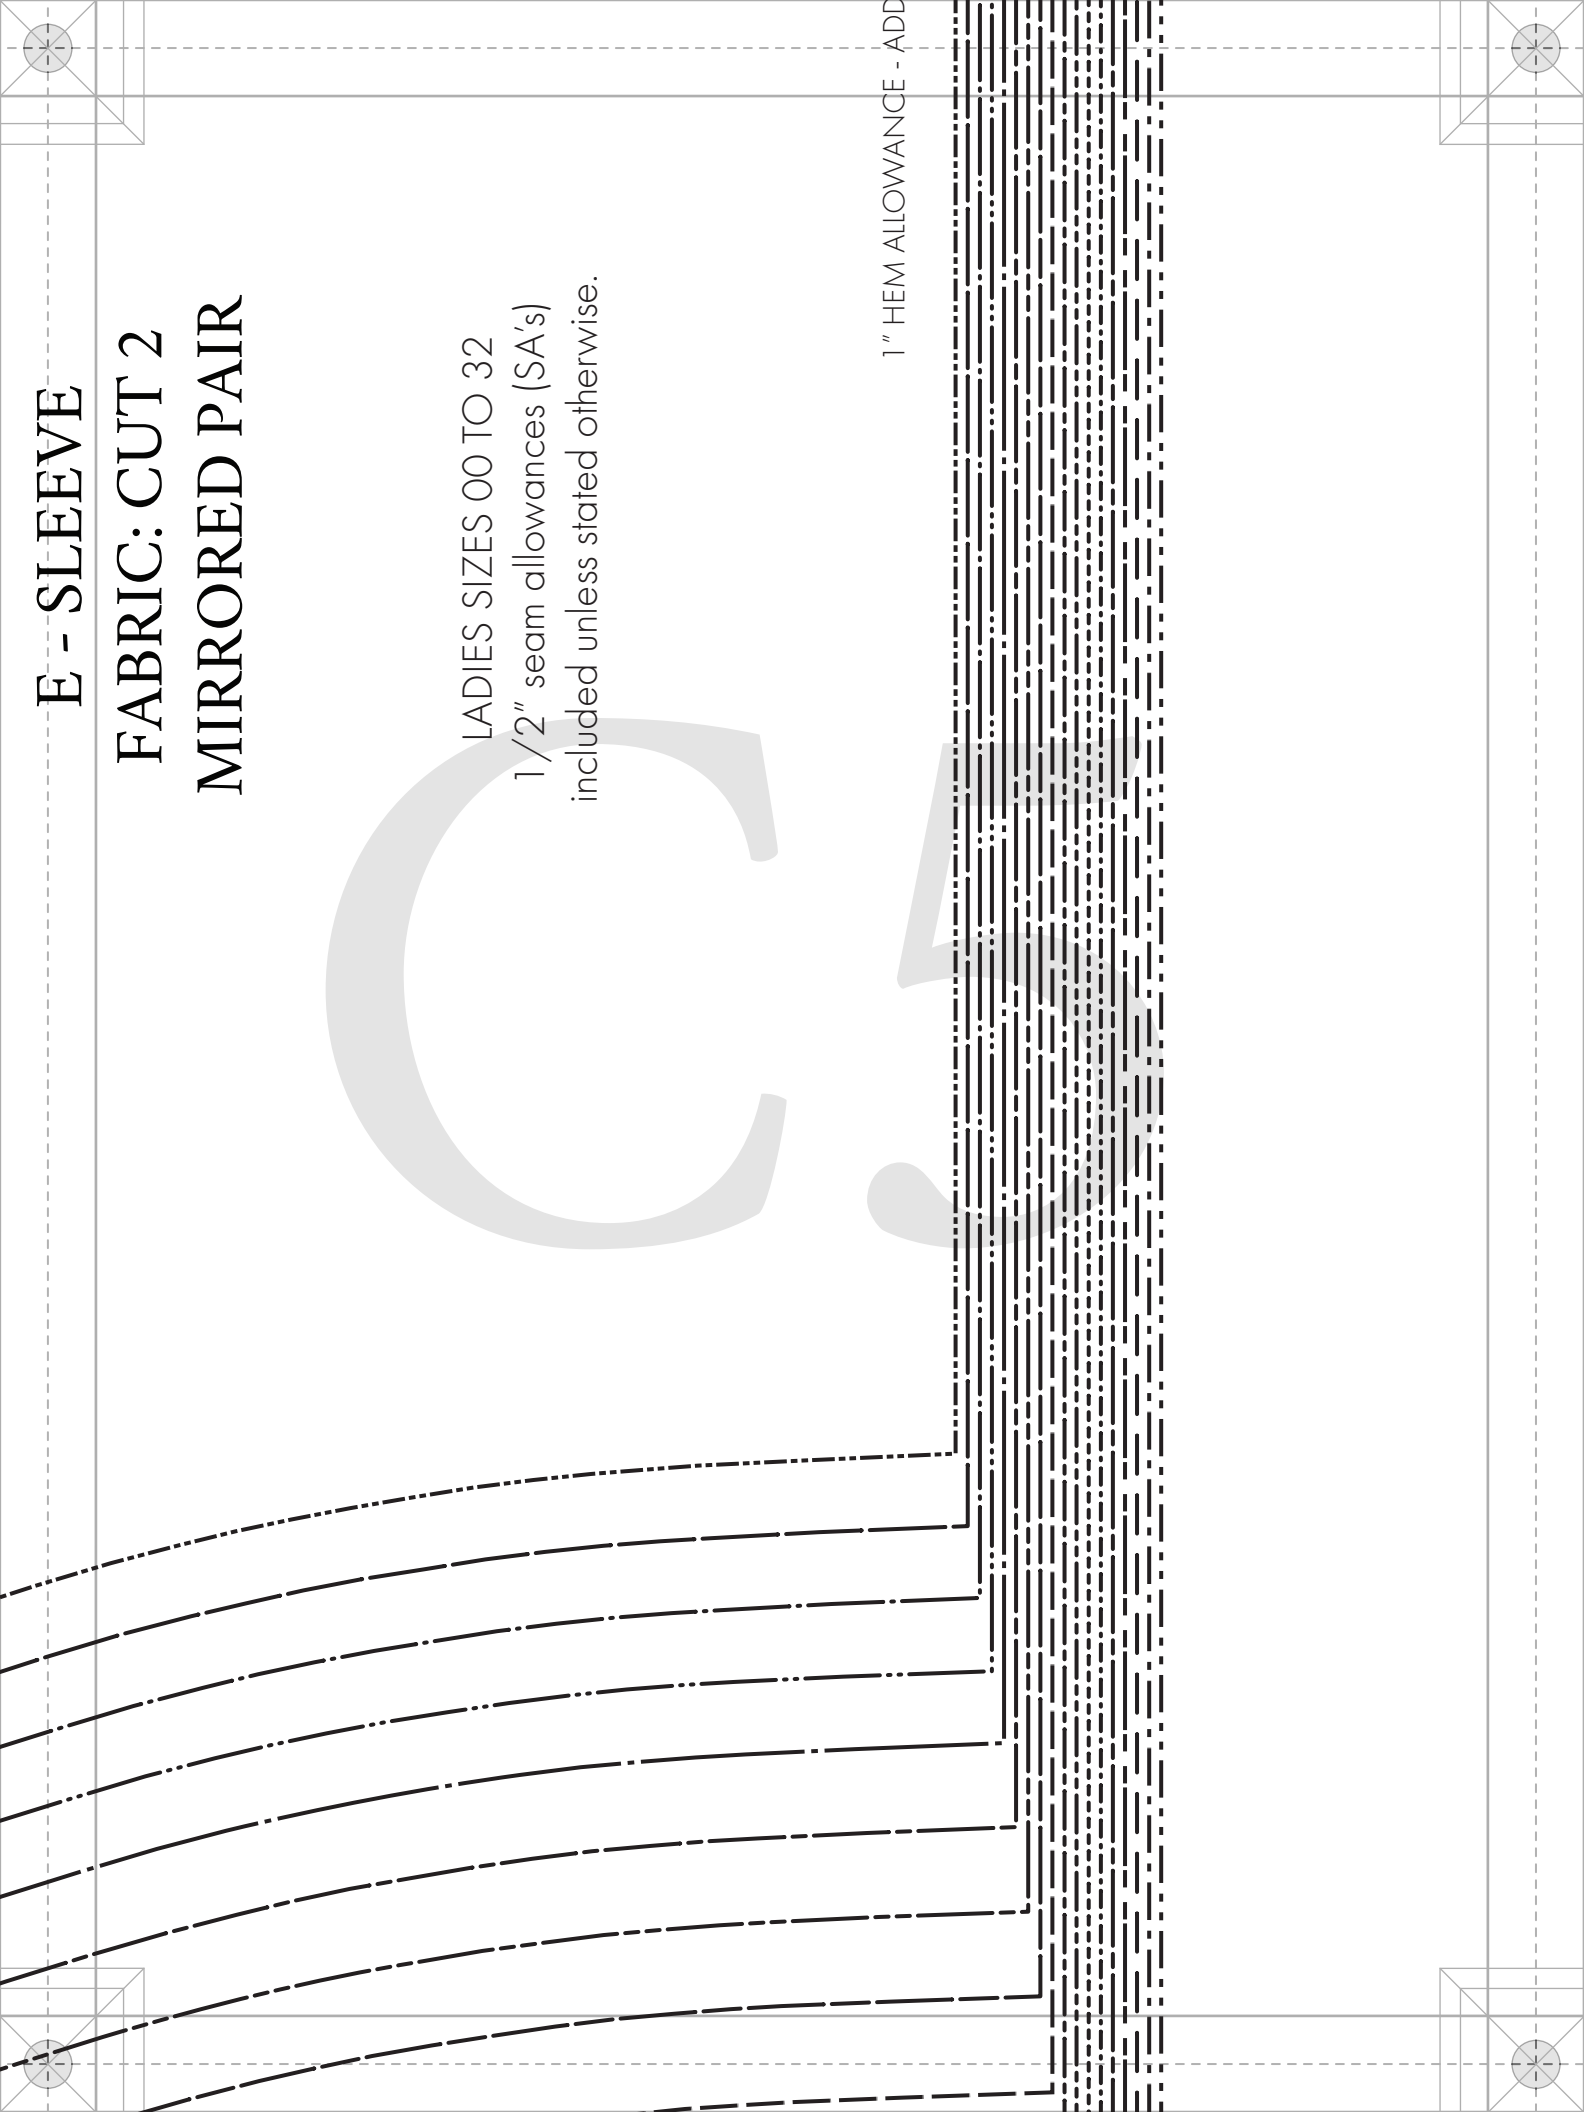 E - SLEEVE
FABRIC: CUT 2
MIRRORED PAIR
LADIES SIZES 00 TO 32
1/2” seam allowances (SA’s)
included unless stated otherwise.
1” HEM ALLOWANCE - ADD
C5